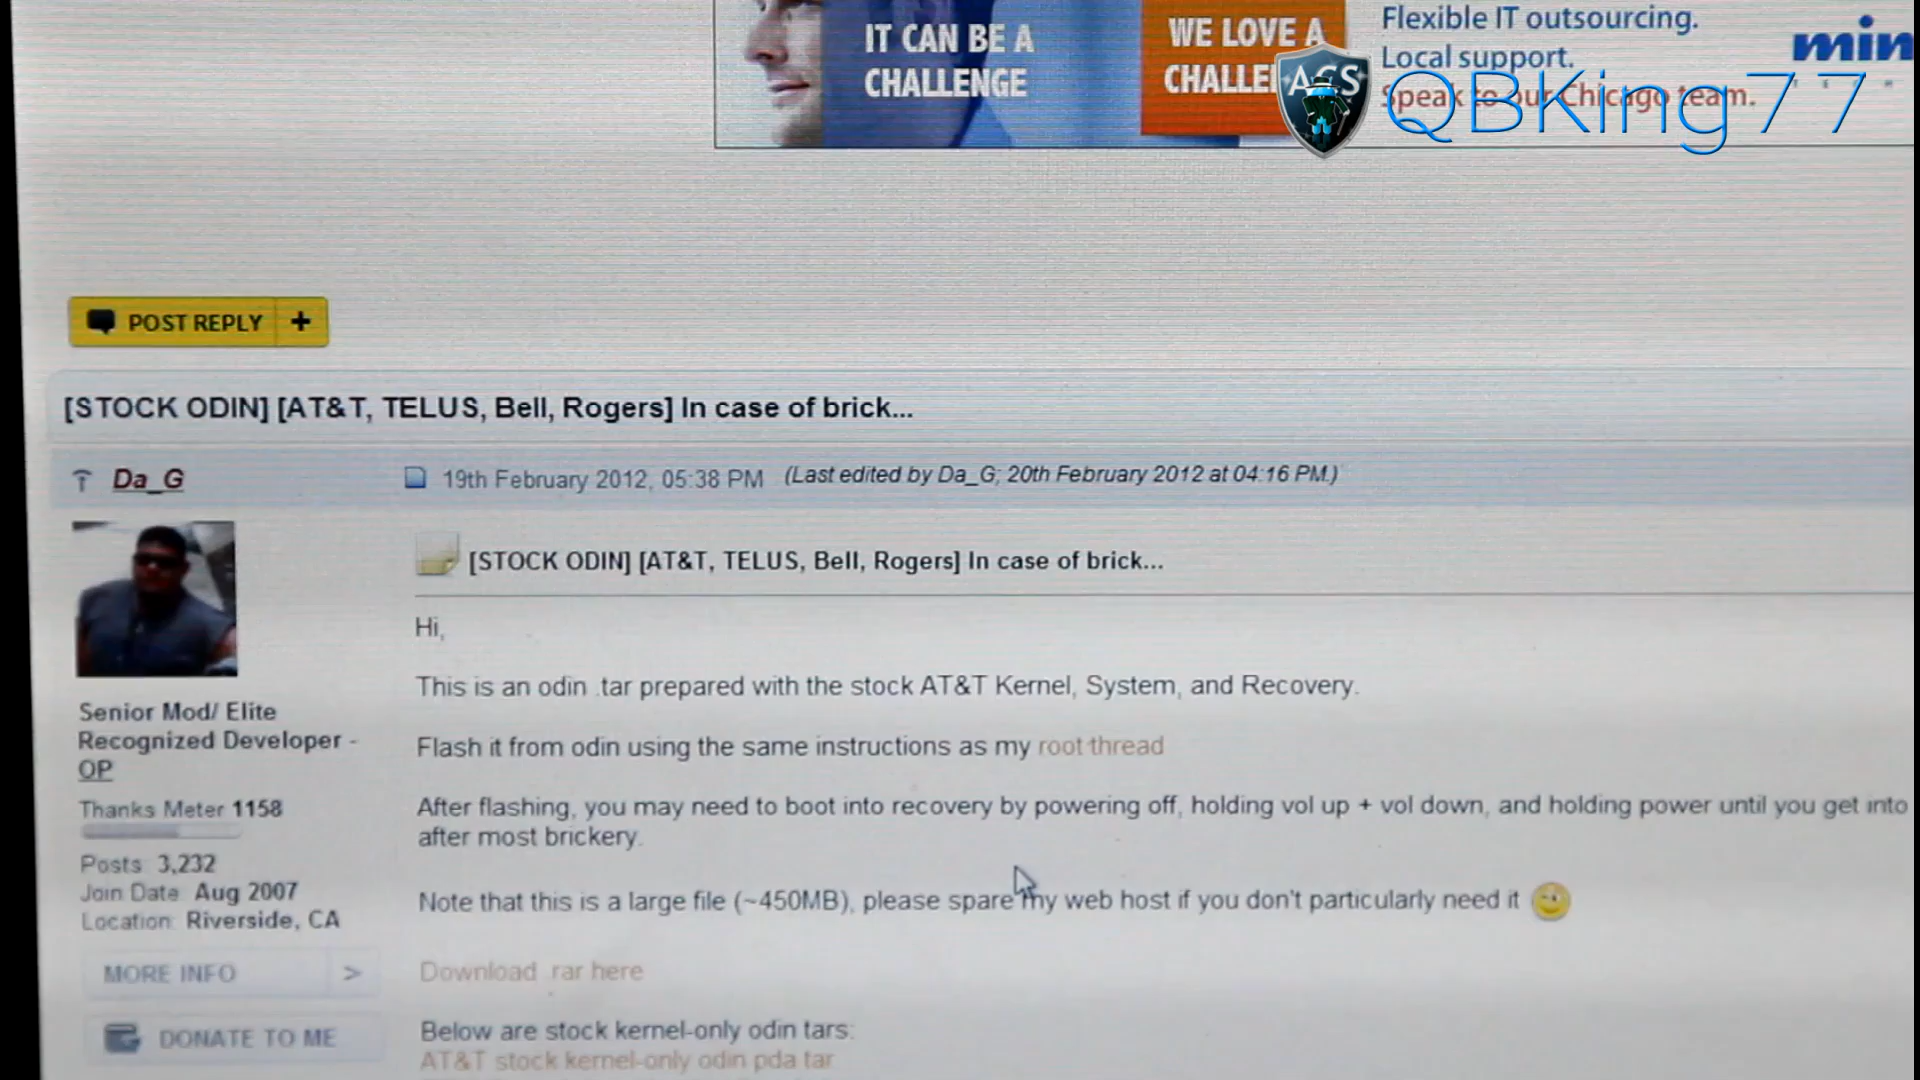 IT CAN BE A
CHALLENGE
WE LOVE A
Flexible IT outsourcing.
Local support.
Speak to our Chicago team.
min
ACS
QBKing77
POST REPLY +
[STOCK ODIN] [AT&T, TELUS, Bell, Rogers] In case of brick...
Da_G
19th February 2012, 05:38 PM (Last edited by Da_G; 20th February 2012 at 04:16 PM.)
[STOCK ODIN] [AT&T, TELUS, Bell, Rogers] In case of brick...
Hi,
This is an odin .tar prepared with the stock AT&T Kernel, System, and Recovery.
Flash it from odin using the same instructions as my root thread
After flashing, you may need to boot into recovery by powering off, holding vol up + vol down, and holding power until you get into
after most brickery.
Note that this is a large file (~450MB), please spare my web host if you don't particularly need it
Download .rar here
Below are stock kernel-only odin tars:
AT&T stock kernel-only odin pda tar
Senior Mod/ Elite
Recognized Developer -
OP
Thanks Meter 1158
Posts: 3,232
Join Date: Aug 2007
Location: Riverside, CA
MORE INFO >
DONATE TO ME